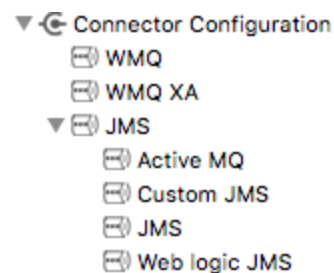 Connector Configuration
WMQ
WMQ XA
JMS
Active MQ
Custom JMS
JMS
Web logic JMS